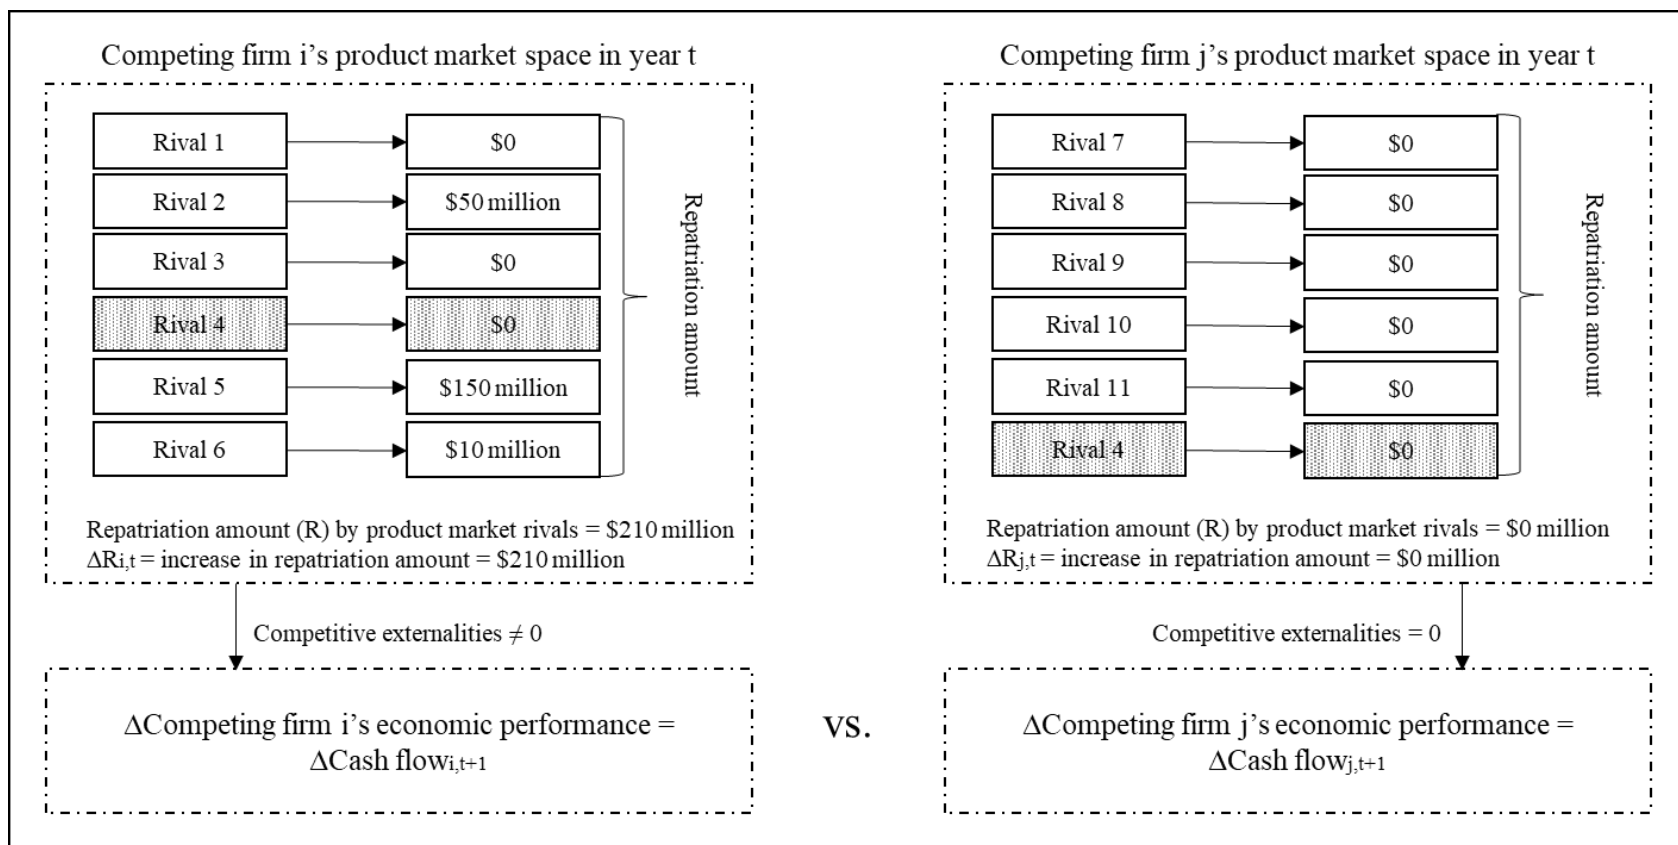 Competing firm i’s product market space in year t
Rival 1
$0
Rival 2
$50 million
Rival 3
$0
Rival 4
$0
Rival 5
$150 million
Rival 6
$10 million
Repatriation amount
Repatriation amount (R) by product market rivals = $210 million
ΔRi,t = increase in repatriation amount = $210 million
Competitive externalities ≠ 0
ΔCompeting firm i’s economic performance =
ΔCash flowi,t+1
vs.
Competing firm j’s product market space in year t
Rival 7
$0
Rival 8
$0
Rival 9
$0
Rival 10
$0
Rival 11
$0
Rival 4
$0
Repatriation amount
Repatriation amount (R) by product market rivals = $0 million
ΔRj,t = increase in repatriation amount = $0 million
Competitive externalities = 0
ΔCompeting firm j’s economic performance =
ΔCash flowj,t+1